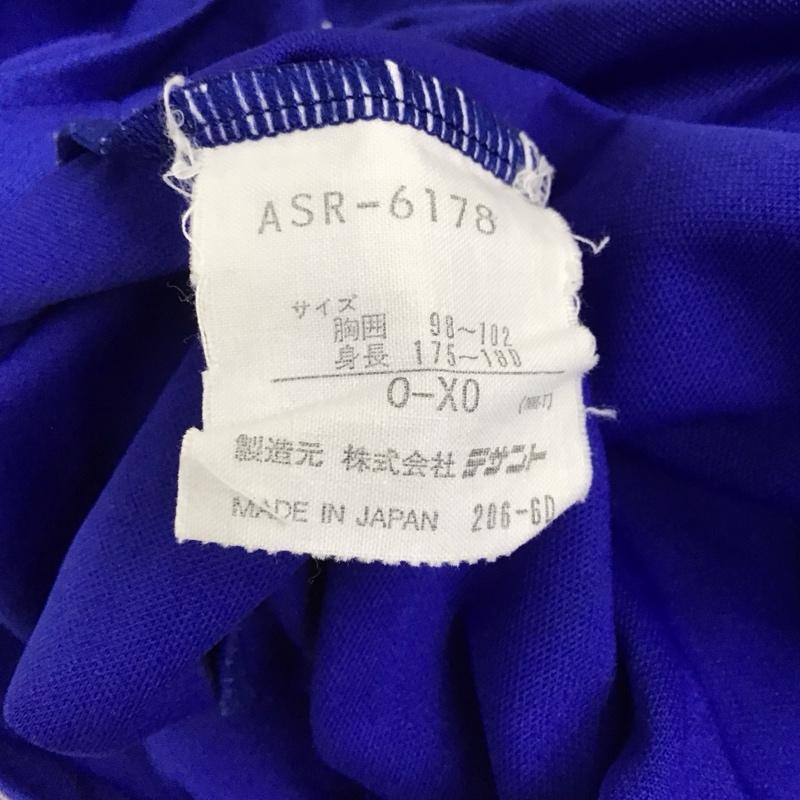 ASR-6178
サイズ
胸囲 98~102
身長 175~180
O-XO
製造元 株式会社デサント
MADE IN JAPAN 206-GD